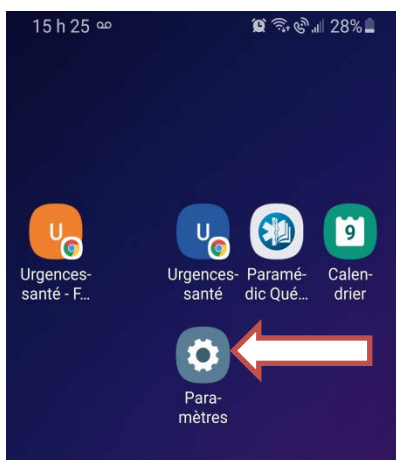 15 h 25 28%
U U 9
Urgences- Urgences- Paramé- Calen-
santé - F... santé dic Qué... drier
Para-
mètres